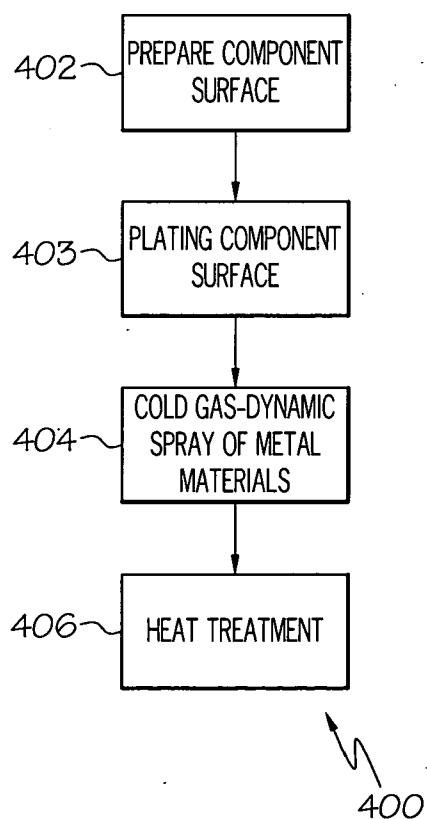 402
PREPARE COMPONENT
SURFACE
403
PLATING COMPONENT
SURFACE
404
COLD GAS-DYNAMIC
SPRAY OF METAL
MATERIALS
406
HEAT TREATMENT
400